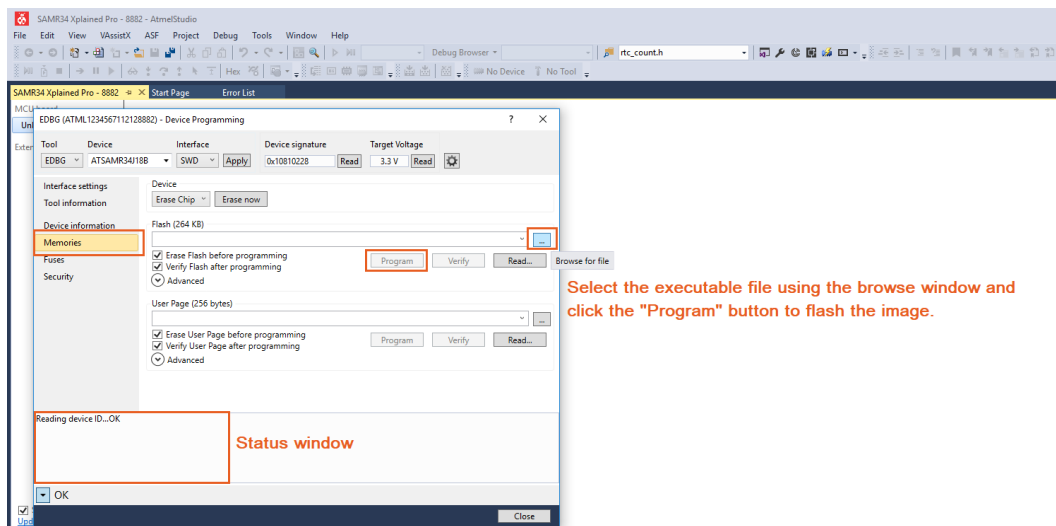 SAMR34 Xplained Pro - 8882 - AtmelStudio
File Edit View VAssistX ASF Project Debug Tools Window Help
Debug Browser rtc_count.h
Hex No Device No Tool
SAMR34 Xplained Pro - 8882 Start Page Error List
EDBG (ATML1234567112128882) - Device Programming ? ×
Tool Device Interface Device signature Target Voltage
EDBG ATSAMR34J18B SWD Apply 0x10810228 Read 3.3 V Read
Interface settings
Tool information
Device information
Memories
Fuses
Security
Device
Erase Chip Erase now
Flash (264 KB)
...
Erase Flash before programming
Verify Flash after programming
Program Verify Read...
Advanced
Browse for file
User Page (256 bytes)
...
Erase User Page before programming
Verify User Page after programming
Program Verify Read...
Advanced
Select the executable file using the browse window and
click the "Program" button to flash the image.
Reading device ID...OK
Status window
OK
Close